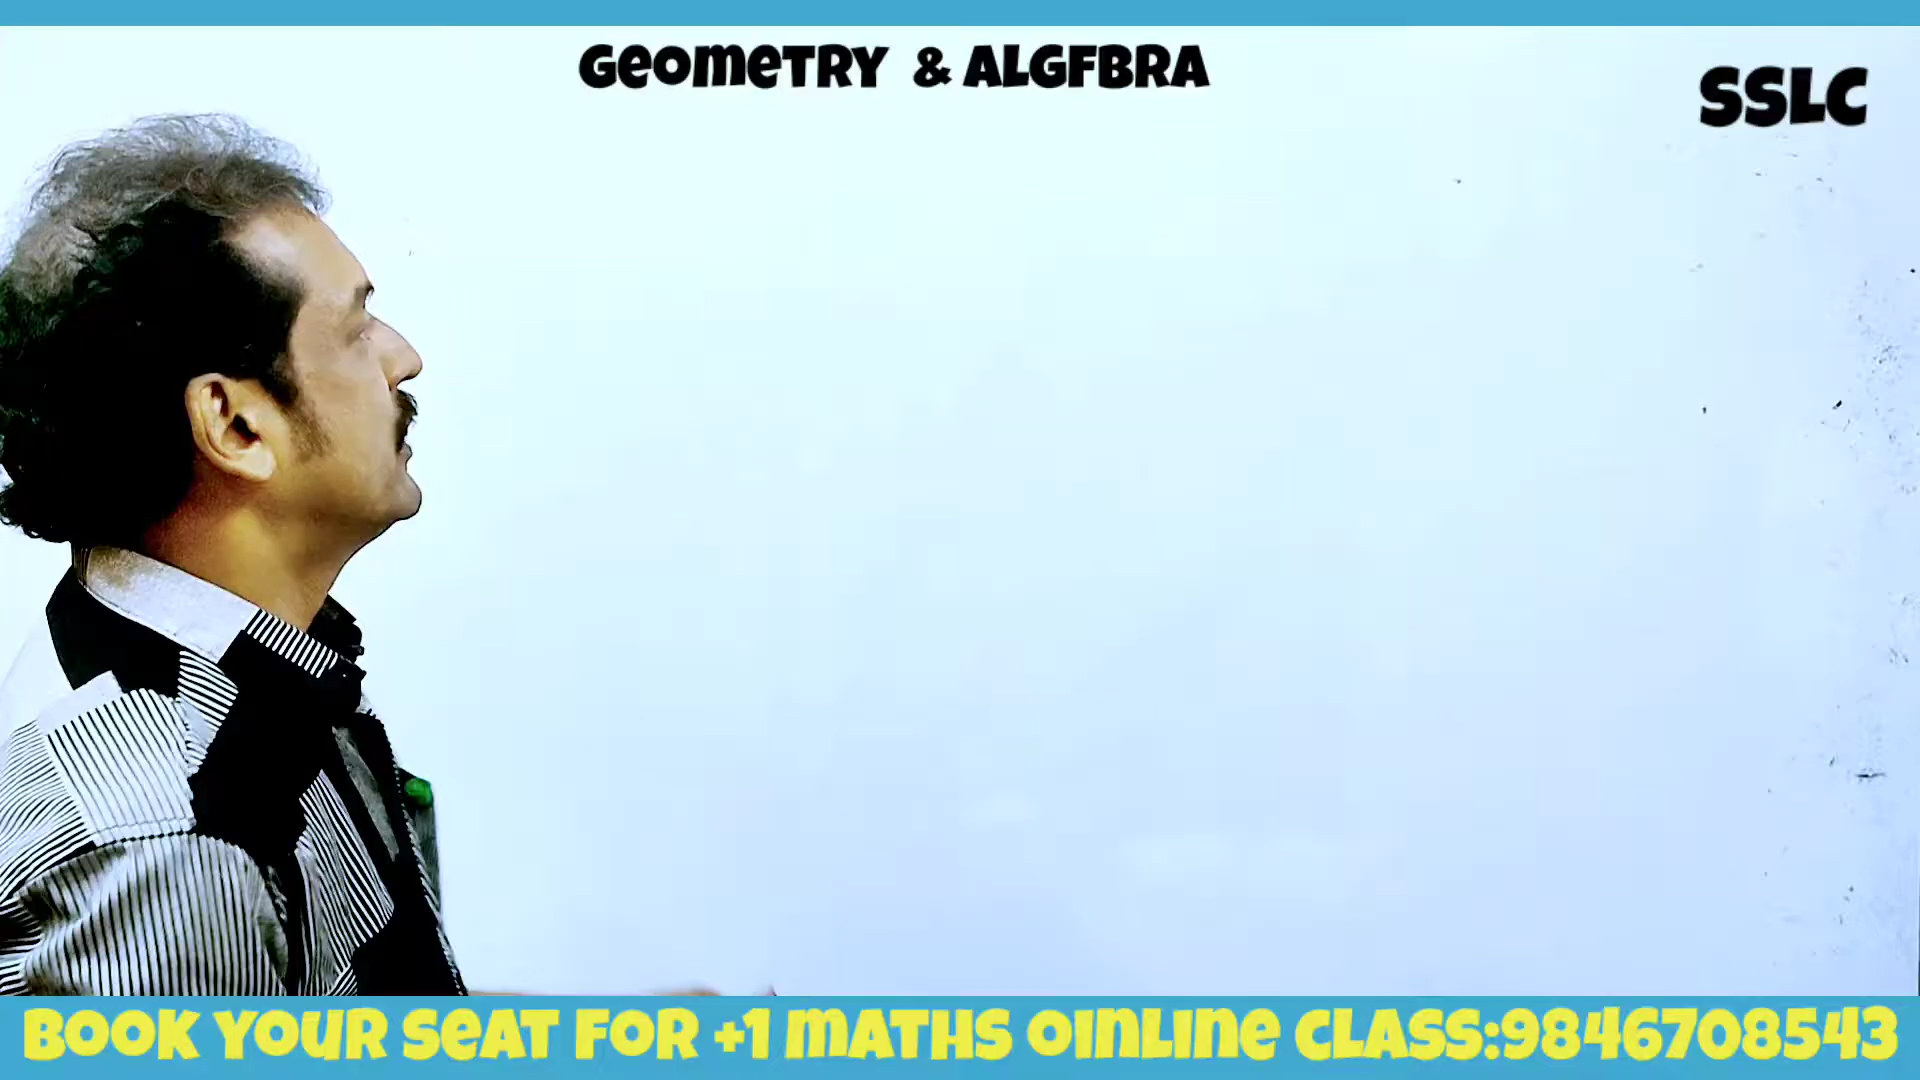 GeomeTRY & ALGFBRA
SSLC
BOOK YOUR SEAT FOR +1 MATHS OINLINE CLASS:9846708543